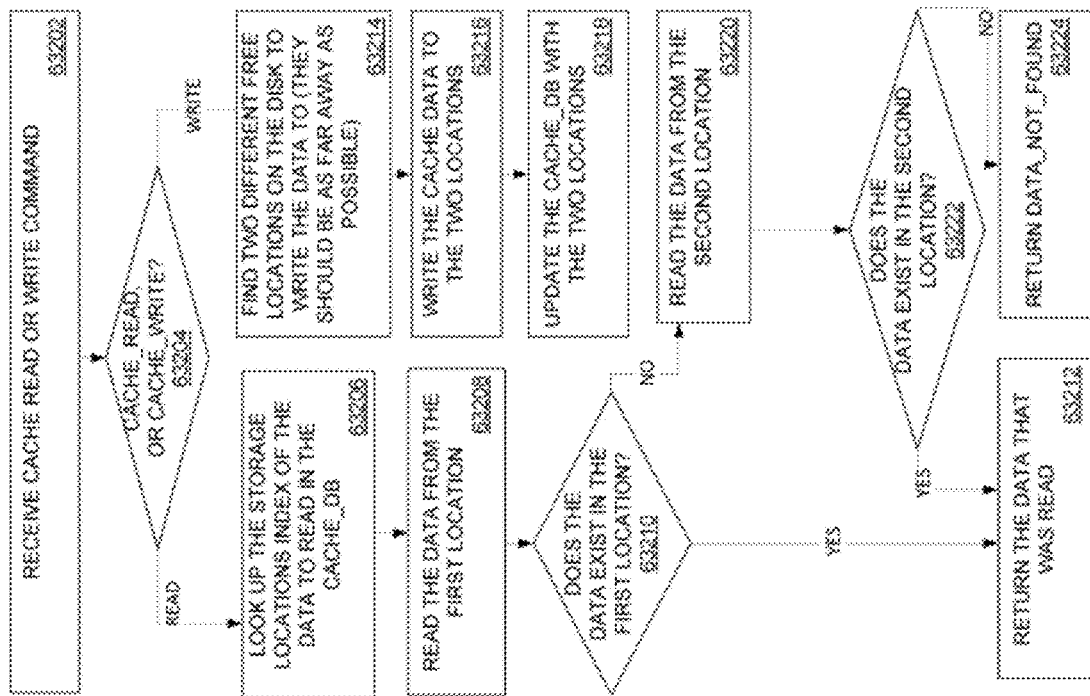 RECEIVE CACHE READ OR WRITE COMMAND
63202
CACHE_READ,
OR CACHE_WRITE?
63204
READ
WRITE
LOOK UP THE STORAGE
LOCATIONS INDEX OF THE
DATA TO READ IN THE
CACHE_DB
63206
READ THE DATA FROM THE
FIRST LOCATION
63208
DOES THE
DATA EXIST IN THE
FIRST LOCATION?
63210
NO
YES
FIND TWO DIFFERENT FREE
LOCATIONS ON THE DISK TO
WRITE THE DATA TO (THEY
SHOULD BE AS FAR AWAY AS
POSSIBLE)
63214
WRITE THE CACHE DATA TO
THE TWO LOCATIONS
63216
UPDATE THE CACHE_DB WITH
THE TWO LOCATIONS
63218
READ THE DATA FROM THE
SECOND LOCATION
63220
DOES THE
DATA EXIST IN THE SECOND
LOCATION?
63222
YES
NO
RETURN THE DATA THAT
WAS READ
63212
RETURN DATA_NOT_FOUND
63224